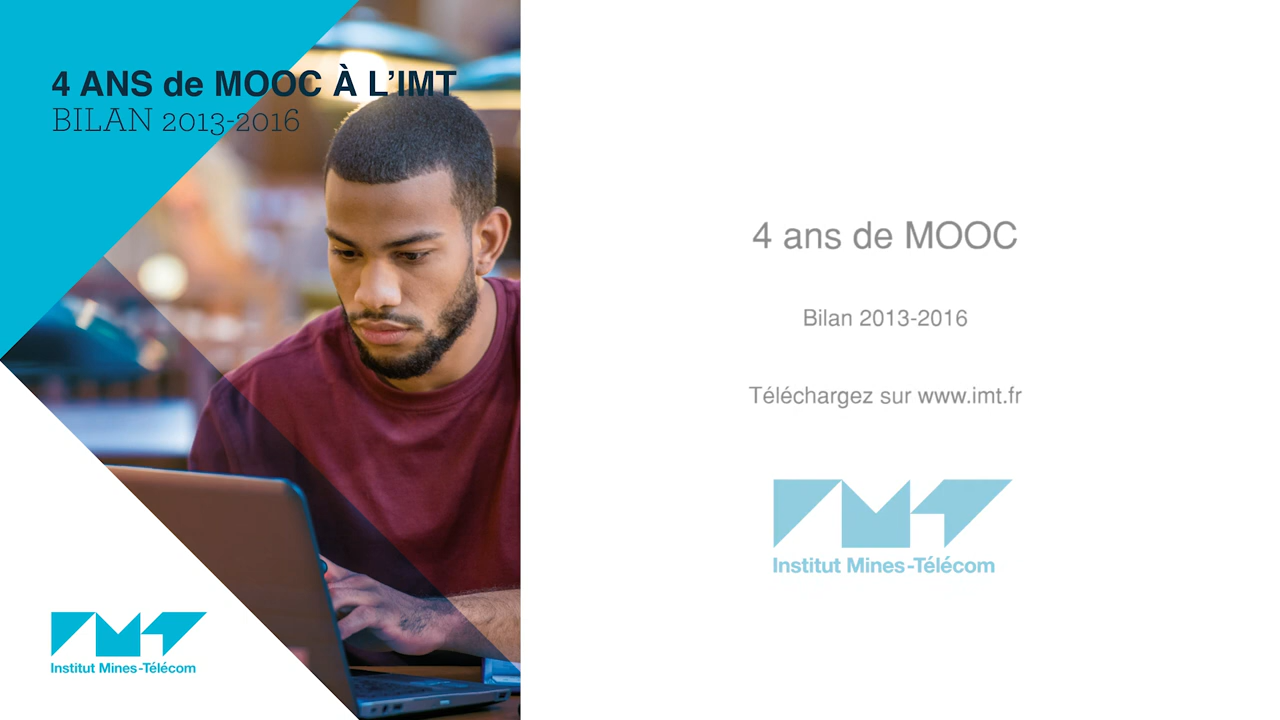 4 ANS de MOOC À L’IMT
BILAN 2013-2016
Institut Mines-Télécom
4 ans de MOOC
Bilan 2013-2016
Téléchargez sur www.imt.fr
IMT
Institut Mines-Télécom